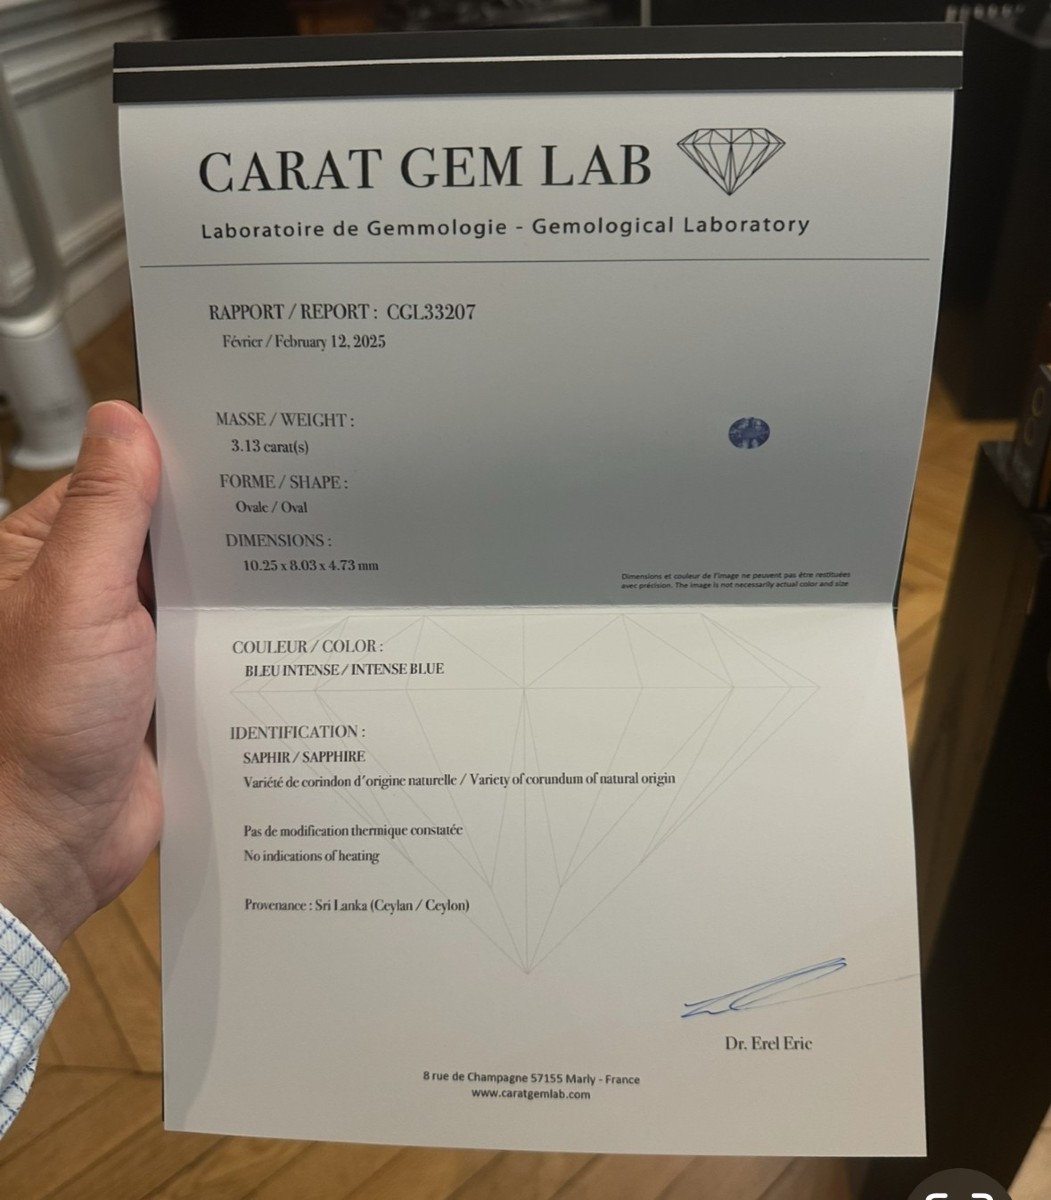 CARAT GEM LAB
Laboratoire de Gemmologie - Gemological Laboratory
RAPPORT / REPORT : CGL33207
Février / February 12, 2025
MASSE / WEIGHT :
3.13 carat(s)
FORME / SHAPE :
Ovale / Oval
DIMENSIONS :
10.25 x 8.03 x 4.73 mm
Dimensions et couleur de l'image ne peuvent pas être restituées
avec précision. The image is not necessarily actual color and size
COULEUR / COLOR :
BLEU INTENSE / INTENSE BLUE
IDENTIFICATION :
SAPHIR / SAPPHIRE
Variété de corindon d'origine naturelle / Variety of corundum of natural origin
Pas de modification thermique constatée
No indications of heating
Provenance : Sri Lanka (Ceylan / Ceylon)
Dr. Erel Eric
8 rue de Champagne 57155 Marly - France
www.caratgemlab.com